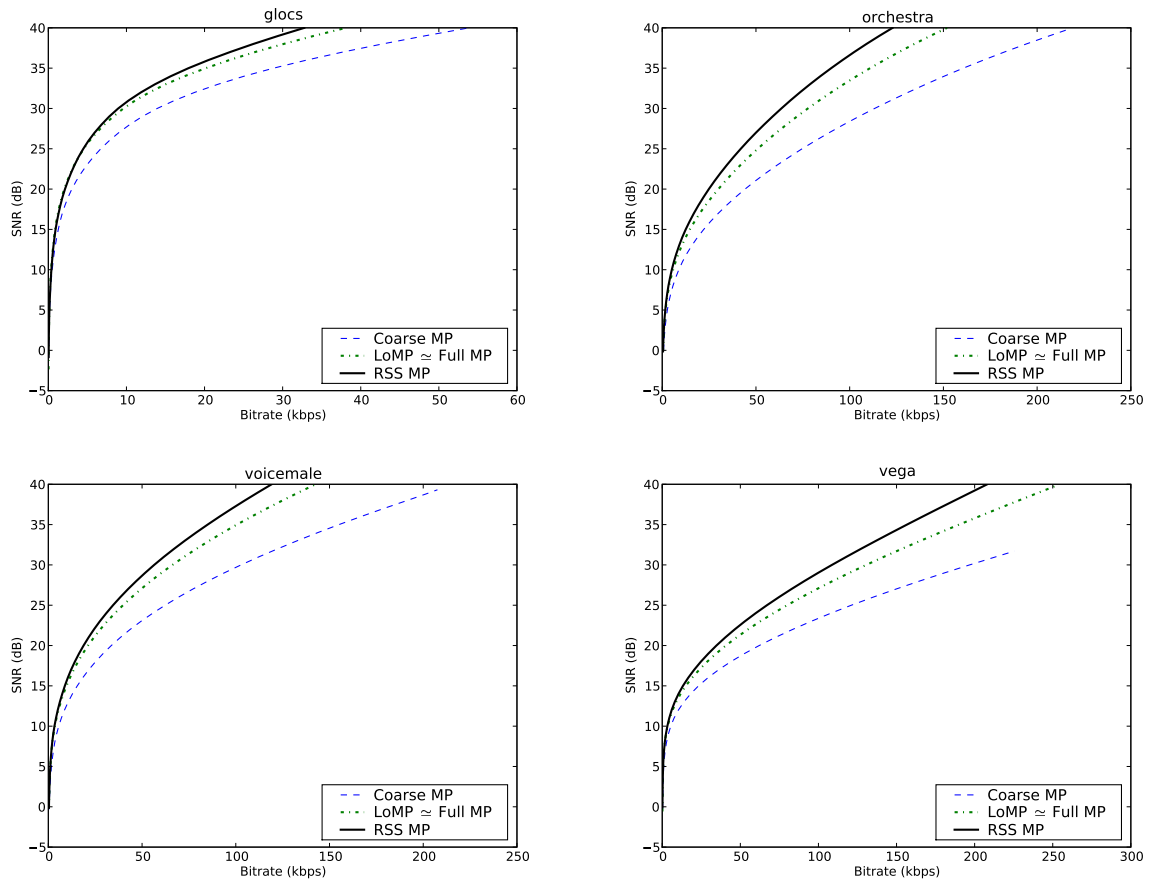 glocs
SNR (dB)
40
35
30
25
20
15
10
5
0
−5
0 10 20 30 40 50 60
Bitrate (kbps)
Coarse MP
LoMP ≃ Full MP
RSS MP
orchestra
SNR (dB)
40
35
30
25
20
15
10
5
0
−5
0 50 100 150 200 250
Bitrate (kbps)
Coarse MP
LoMP ≃ Full MP
RSS MP
voicemale
SNR (dB)
40
35
30
25
20
15
10
5
0
−5
0 50 100 150 200 250
Bitrate (kbps)
Coarse MP
LoMP ≃ Full MP
RSS MP
vega
SNR (dB)
40
35
30
25
20
15
10
5
0
−5
0 50 100 150 200 250 300
Bitrate (kbps)
Coarse MP
LoMP ≃ Full MP
RSS MP